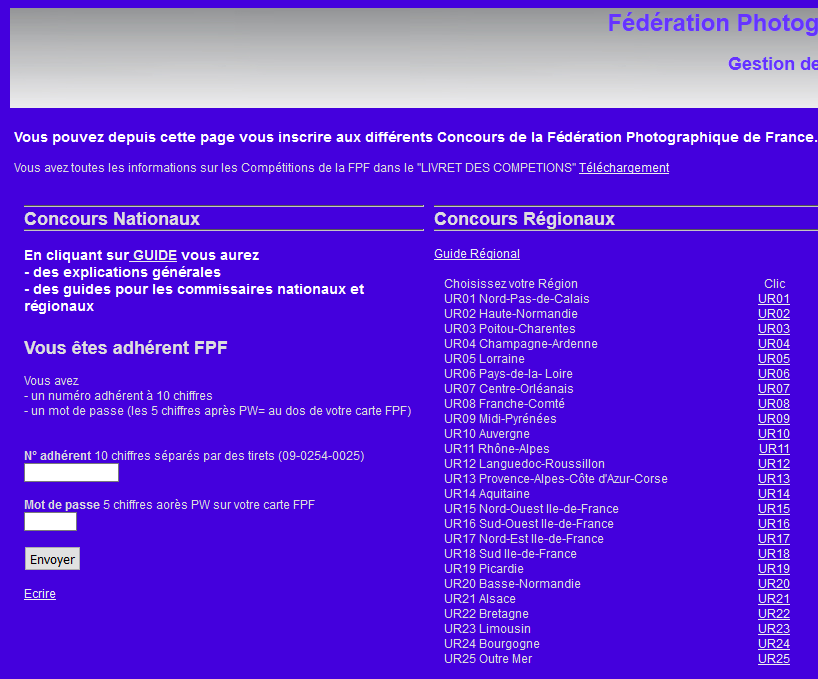 Fédération Photog
Gestion de
Vous pouvez depuis cette page vous inscrire aux différents Concours de la Fédération Photographique de France.
Vous avez toutes les informations sur les Compétitions de la FPF dans le "LIVRET DES COMPETIONS" Téléchargement
Concours Nationaux
En cliquant sur GUIDE vous aurez
- des explications générales
- des guides pour les commissaires nationaux et
régionaux
Vous êtes adhérent FPF
Vous avez
- un numéro adhérent à 10 chiffres
- un mot de passe (les 5 chiffres après PW= au dos de votre carte FPF)
N° adhérent 10 chiffres séparés par des tirets (09-0254-0025)
Mot de passe 5 chiffres aorès PW sur votre carte FPF
Envoyer
Ecrire
Concours Régionaux
Guide Régional
Choisissez votre Région Clic
UR01 Nord-Pas-de-Calais UR01
UR02 Haute-Normandie UR02
UR03 Poitou-Charentes UR03
UR04 Champagne-Ardenne UR04
UR05 Lorraine UR05
UR06 Pays-de-la- Loire UR06
UR07 Centre-Orléanais UR07
UR08 Franche-Comté UR08
UR09 Midi-Pyrénées UR09
UR10 Auvergne UR10
UR11 Rhône-Alpes UR11
UR12 Languedoc-Roussillon UR12
UR13 Provence-Alpes-Côte d'Azur-Corse UR13
UR14 Aquitaine UR14
UR15 Nord-Ouest Ile-de-France UR15
UR16 Sud-Ouest Ile-de-France UR16
UR17 Nord-Est Ile-de-France UR17
UR18 Sud Ile-de-France UR18
UR19 Picardie UR19
UR20 Basse-Normandie UR20
UR21 Alsace UR21
UR22 Bretagne UR22
UR23 Limousin UR23
UR24 Bourgogne UR24
UR25 Outre Mer UR25